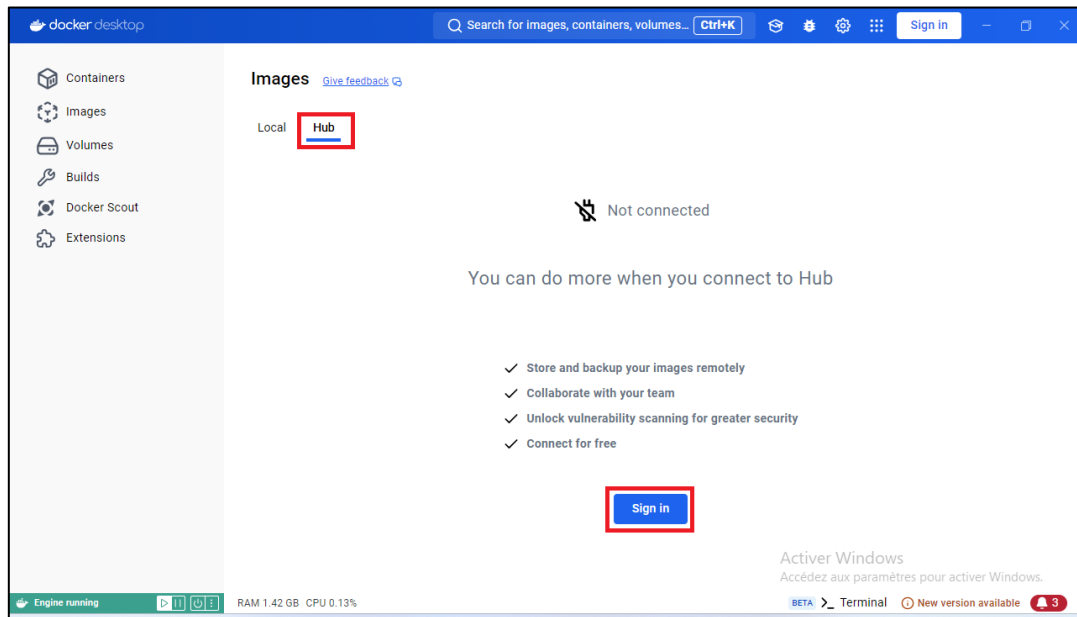 docker desktop
Search for images, containers, volumes... Ctrl+K
Sign in
Containers
Images
Volumes
Builds
Docker Scout
Extensions
Images Give feedback
Local Hub
Not connected
You can do more when you connect to Hub
Store and backup your images remotely
Collaborate with your team
Unlock vulnerability scanning for greater security
Connect for free
Sign in
Activer Windows
Accédez aux paramètres pour activer Windows.
Engine running
RAM 1.42 GB CPU 0.13%
BETA >_ Terminal New version available 3